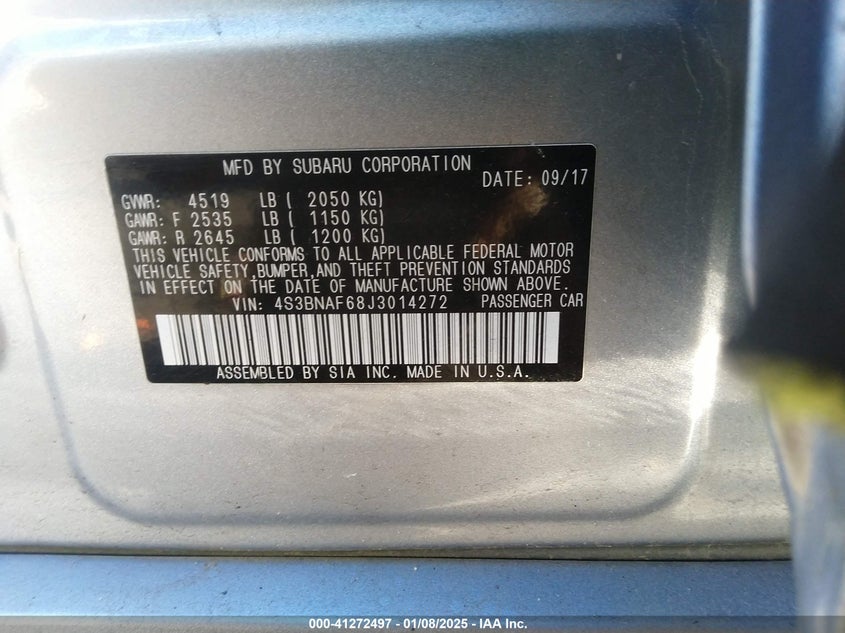 MFD BY SUBARU CORPORATION
DATE: 09/17
GVWR: 4519 LB ( 2050 KG)
GAWR: F 2535 LB ( 1150 KG)
GAWR: R 2645 LB ( 1200 KG)
THIS VEHICLE CONFORMS TO ALL APPLICABLE FEDERAL MOTOR
VEHICLE SAFETY,BUMPER,AND THEFT PREVENTION STANDARDS
IN EFFECT ON THE DATE OF MANUFACTURE SHOWN ABOVE.
VIN: 4S3BNAF68J3014272 PASSENGER CAR
ASSEMBLED BY SIA INC. MADE IN U.S.A.
000-41272497 - 01/08/2025 - IAA Inc.